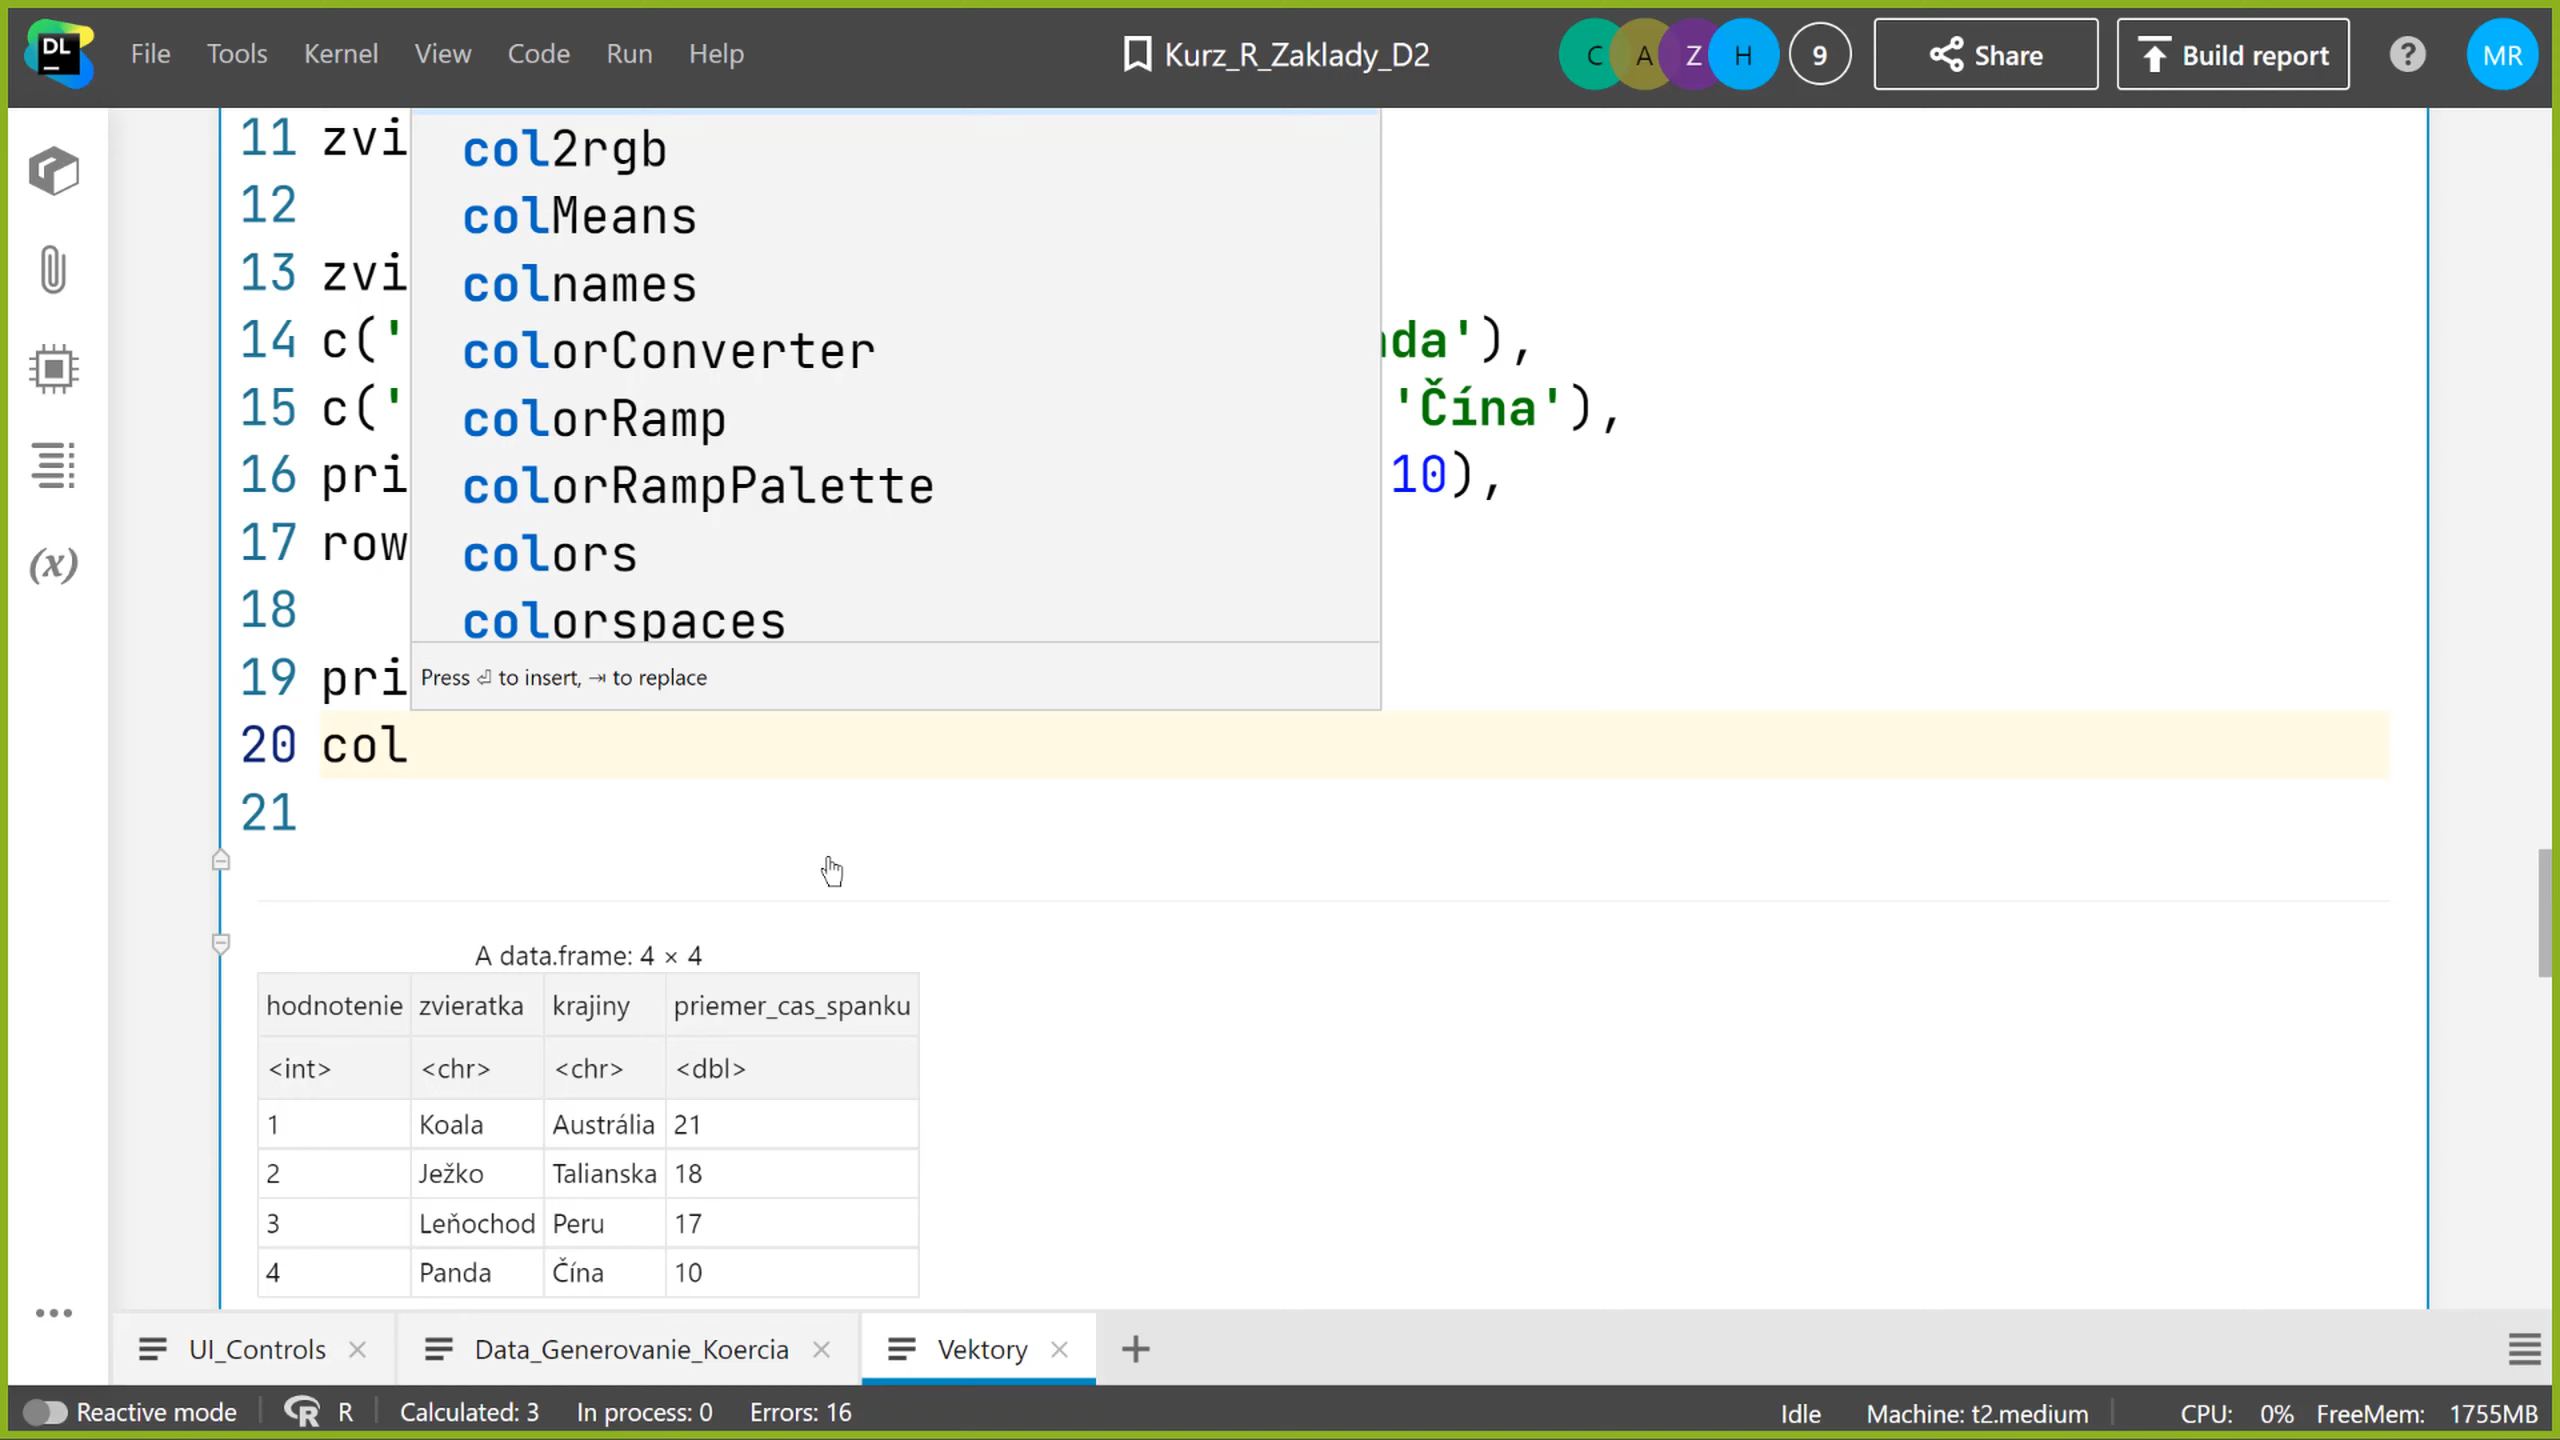 DL
File Tools Kernel View Code Run Help
Kurz_R_Zaklady_D2
C A Z H 9
Share
Build report
?
MR
11 zvi
12
13 zvi
14 c('
15 c('
16 pri
17 row
18
19 pri
20 col
21
col2rgb
colMeans
colnames
colorConverter
colorRamp
colorRampPalette
colors
colorspaces
Press ⏎ to insert, ⇥ to replace
nda'),
'Čína'),
10),
(x)
A data.frame: 4 × 4
hodnotenie zvieratka krajiny priemer_cas_spanku
<int> <chr> <chr> <dbl>
1 Koala Austrália 21
2 Ježko Talianska 18
3 Leňochod Peru 17
4 Panda Čína 10
UI_Controls
Data_Generovanie_Koercia
Vektory
Reactive mode R Calculated: 3 In process: 0 Errors: 16 Idle Machine: t2.medium CPU: 0% FreeMem: 1755MB